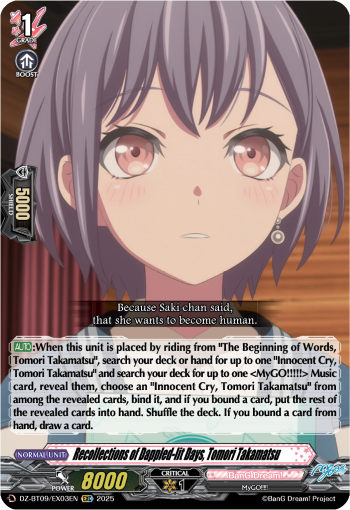 1
GRADE
BOOST
5000
SHIELD
Because Saki chan said,
that she wants to become human.
AUTO:When this unit is placed by riding from "The Beginning of Words,
Tomori Takamatsu", search your deck or hand for up to one "Innocent Cry,
Tomori Takamatsu" and search your deck for up to one <MyGO!!!!!> Music
card, reveal them, choose an "Innocent Cry, Tomori Takamatsu" from
among the revealed cards, bind it, and if you bound a card, put the rest of
the revealed cards into hand. Shuffle the deck. If you bound a card from
hand, draw a card.
NORMAL UNIT
Recollections of Dappled-lit Days, Tomori Takamatsu
POWER 8000
CRITICAL
1
BanG Dream!
MyGO!!!!!
DZ-BT09/EX03EN 2025
©BanG Dream! Project